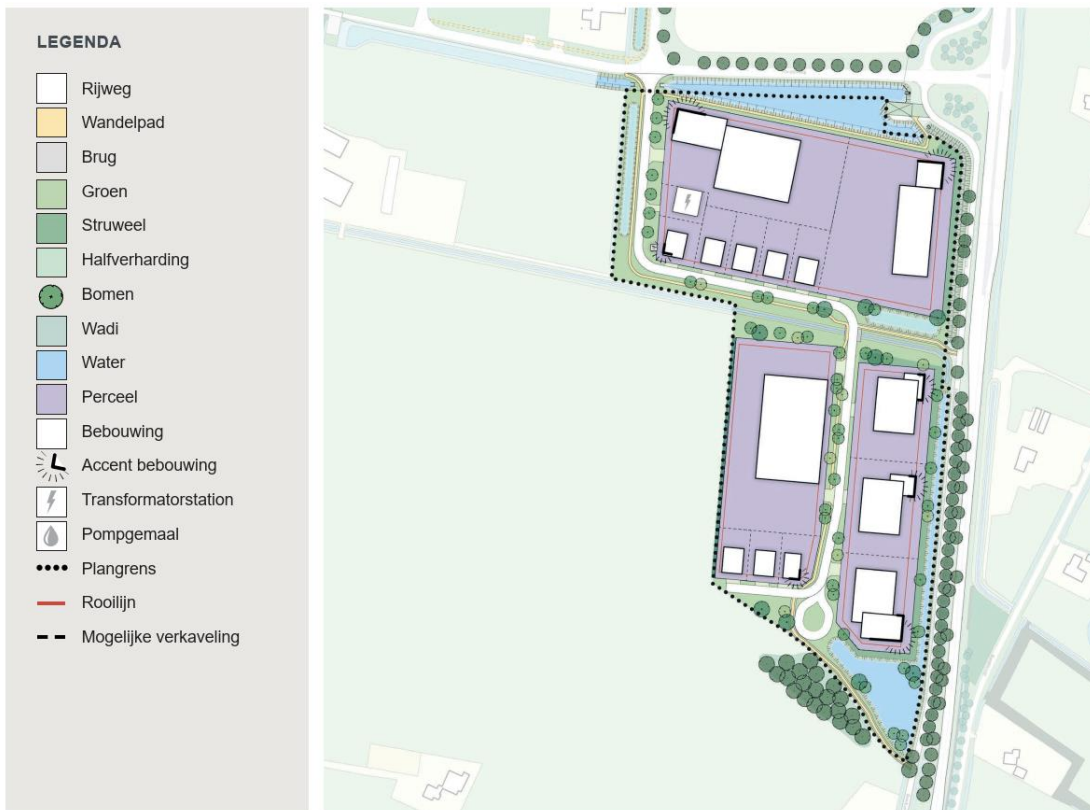 LEGENDA
Rijweg
Wandelpad
Brug
Groen
Struweel
Halfverharding
Bomen
Wadi
Water
Perceel
Bebouwing
Accent bebouwing
Transformatorstation
Pompgemaal
Plangrens
Rooilijn
Mogelijke verkaveling